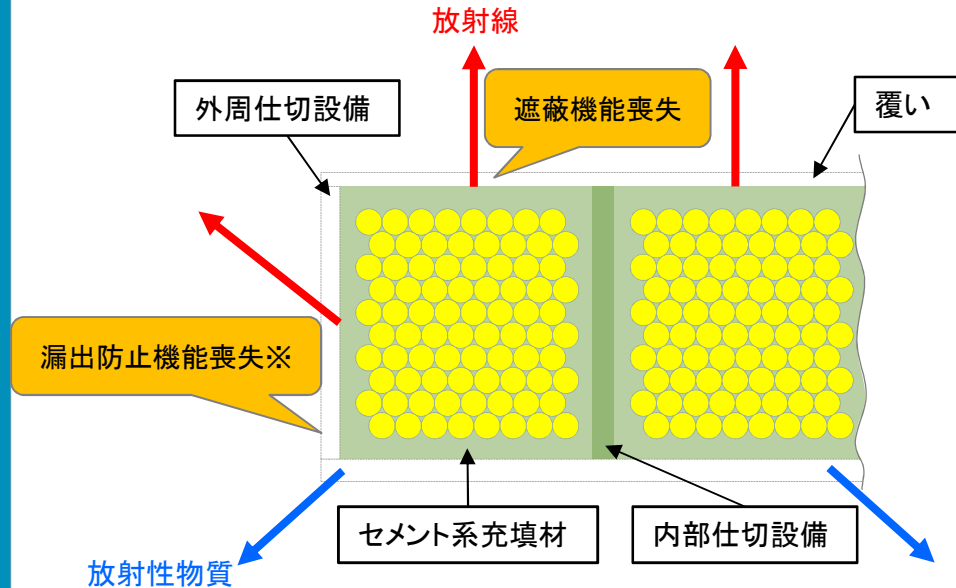 放射線
外周仕切設備
遮蔽機能喪失
覆い
漏出防止機能喪失※
セメント系充填材
内部仕切設備
放射性物質